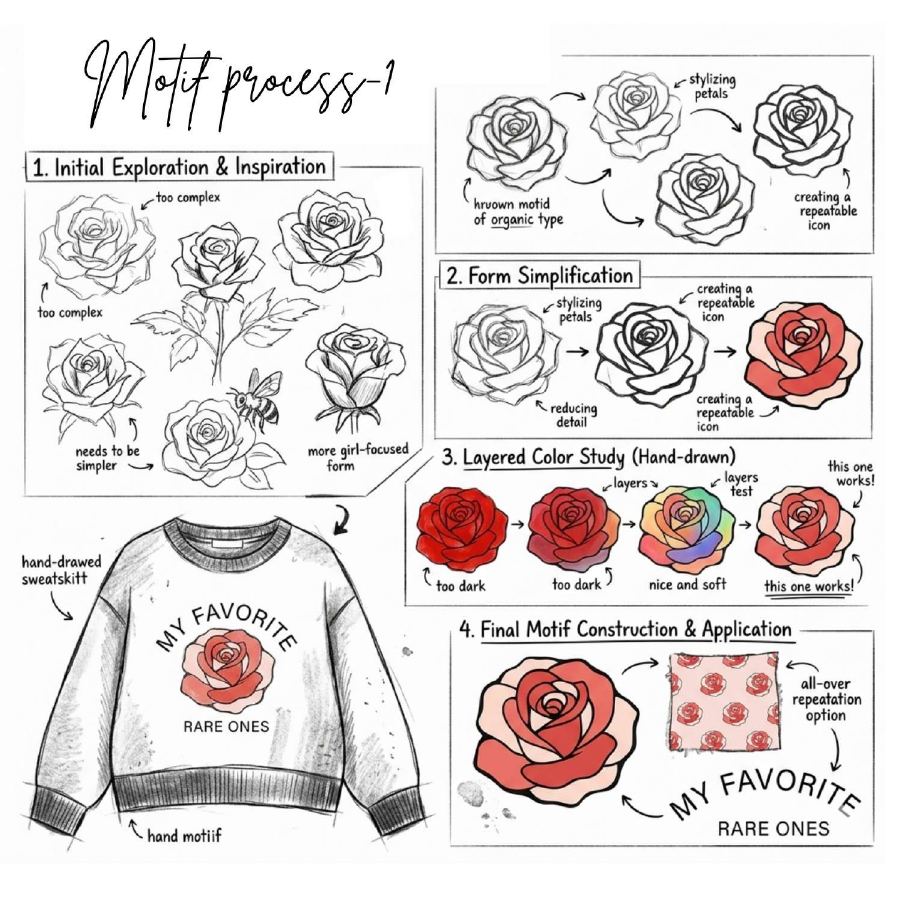 Motif process-1
1. Initial Exploration & Inspiration
too complex
too complex
needs to be
simpler
more girl-focused
form
stylizing
petals
hruown motid
of organic type
creating a
repeatable
icon
2. Form Simplification
stylizing
petals
creating a
repeatable
icon
reducing
detail
creating a
repeatable
icon
3. Layered Color Study (Hand-drawn)
this one
works!
layers
layers
test
too dark
too dark
nice and soft
this one works!
hand-drawed
sweatskitt
MY FAVORITE
RARE ONES
hand motiif
4. Final Motif Construction & Application
all-over
repeatation
option
MY FAVORITE
RARE ONES